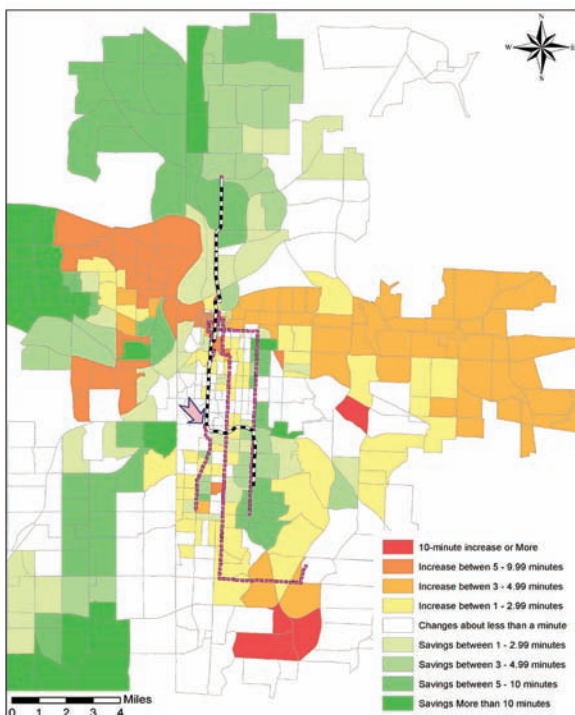 N
W E
S
10-minute increase or More
Increase betwen 5 - 9.99 minutes
Increase betwen 3 - 4.99 minutes
Increase betwen 1 - 2.99 minutes
Changes about less than a minute
Savings between 1 - 2.99 minutes
Savings between 3 - 4.99 minutes
Savings between 5 - 10 minutes
Savings More than 10 minutes
Miles
0 1 2 3 4